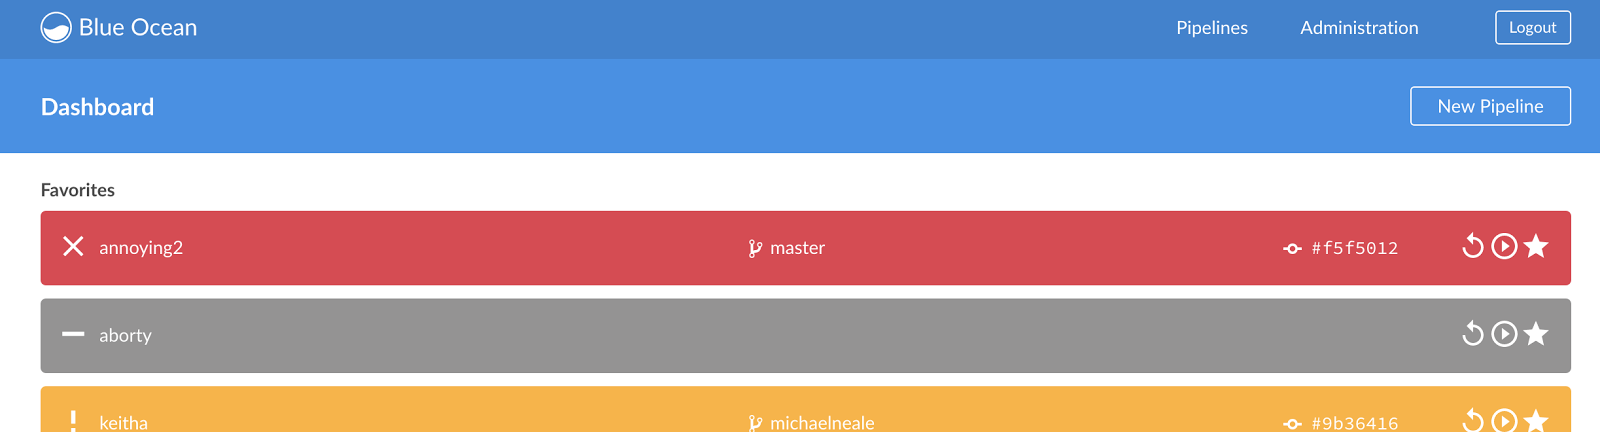 Blue Ocean Pipelines Administration Logout
Dashboard New Pipeline
Favorites
annoying2 master #f5f5012
aborty
keitha michaelneale #9b36416